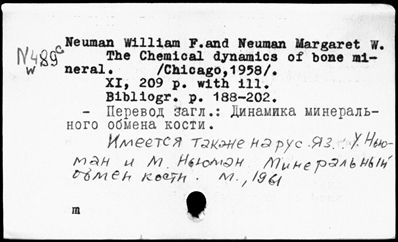 Neuman William F.and Neuman Margaret W.
N489c
w
The Chemical dynamics of bone mi-
neral. /Chicago,1958/.
XI, 209 p. with ill.
Bibliogr. p. 188-202.
- Перевод загл.: Динамика минераль-
ного обмена кости.
Имеется также на рус. яз. У. Нью-
ман и М. Ньюман Минеральный
обмен кости. М., 1961
m